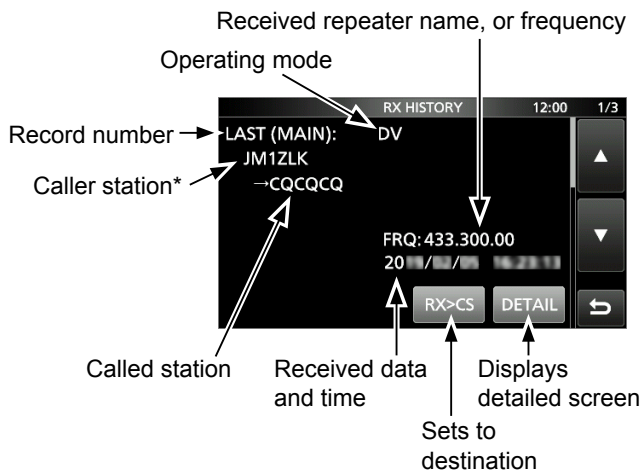 Received repeater name, or frequency
Operating mode
RX HISTORY 12:00 1/3
Record number
LAST (MAIN): DV
JM1ZLK
Caller station*
→CQCQCQ
FRQ: 433.300.00
RX>CS DETAIL
Called station
Received data
and time
Displays
detailed screen
Sets to
destination